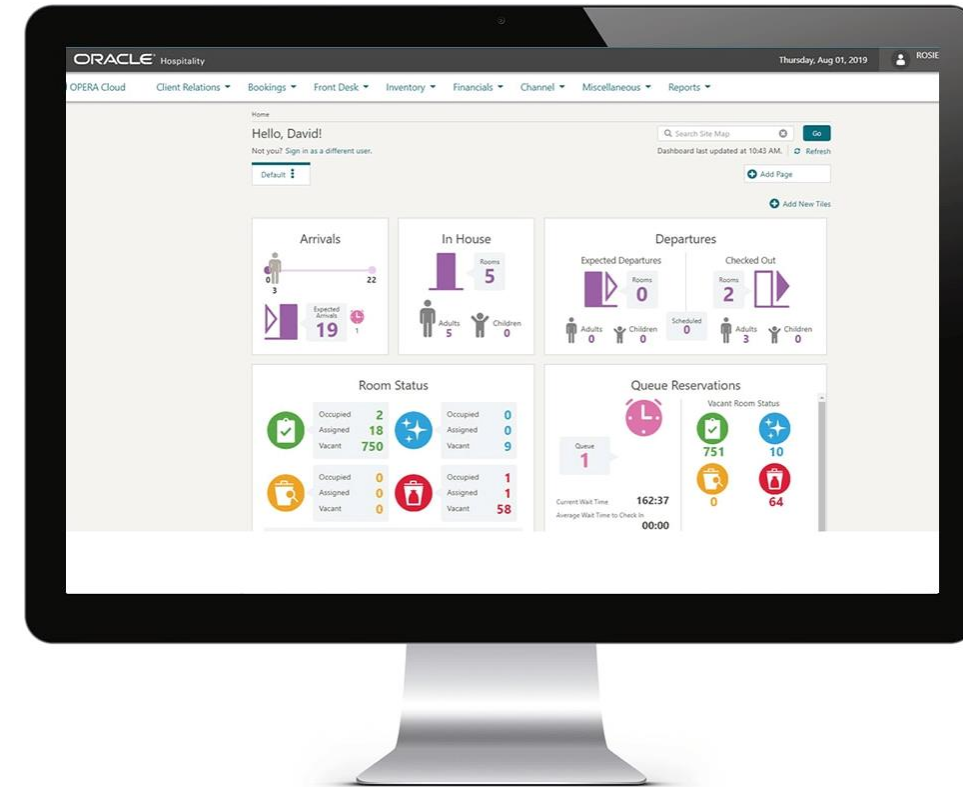 ORACLE Hospitality
Thursday, Aug 01, 2019
ROSIE
OPERA Cloud Client Relations Bookings Front Desk Inventory Financials Channel Miscellaneous Reports
Home
Hello, David!
Search Site Map
Go
Not you? Sign in as a different user.
Dashboard last updated at 10:43 AM. Refresh
Default
Add Page
Add New Tiles
Arrivals
0
3
22
Expected Arrivals
19
1
In House
Rooms
5
Adults
5
Children
0
Departures
Expected Departures
Rooms
0
Adults
0
Children
0
Scheduled
0
Checked Out
Rooms
2
Adults
3
Children
0
Room Status
Occupied 2
Assigned 18
Vacant 750
Occupied 0
Assigned 0
Vacant 9
Occupied 0
Assigned 0
Vacant 0
Occupied 1
Assigned 1
Vacant 58
Queue Reservations
Queue
1
Current Wait Time 162:37
Average Wait Time to Check In
00:00
Vacant Room Status
751
10
0
64